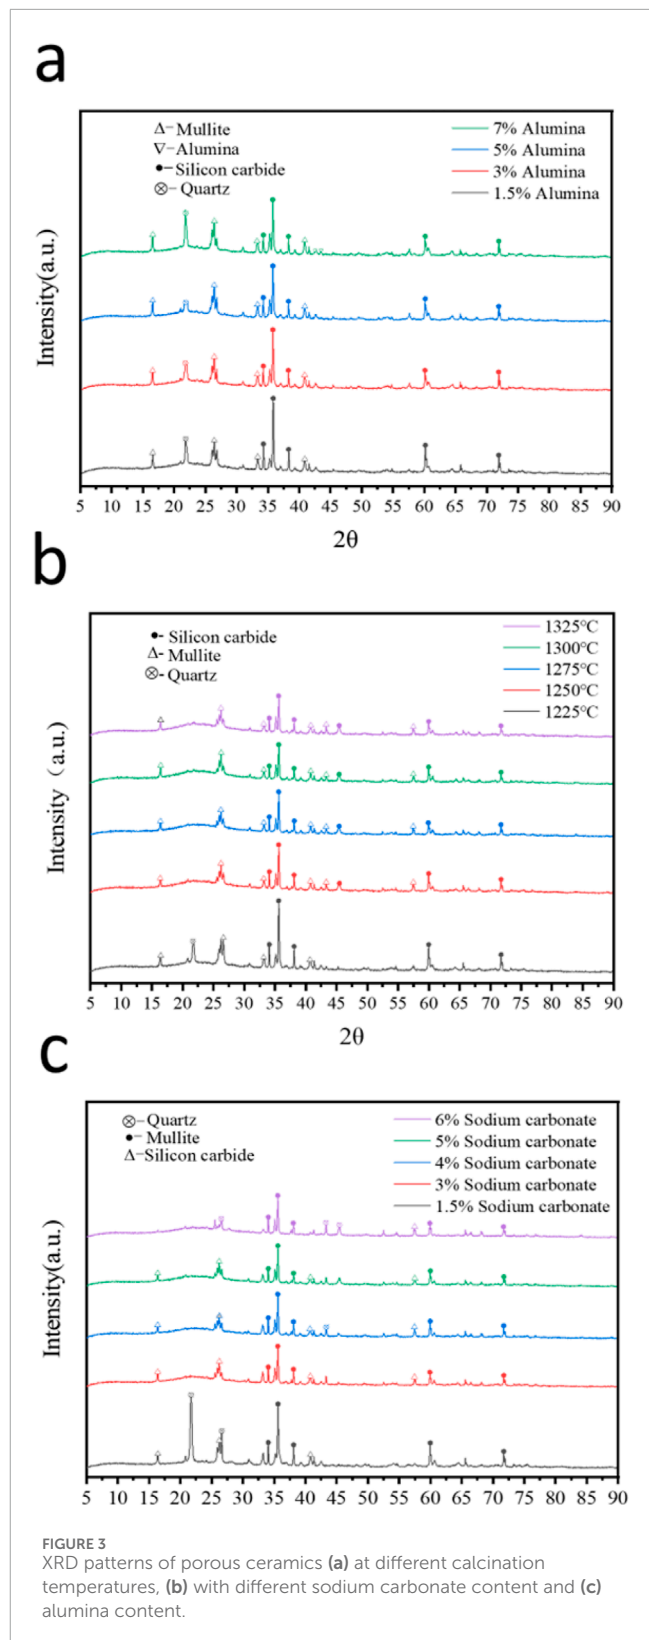 a
△-Mullite
▽-Alumina
●-Silicon carbide
⊗-Quartz
7% Alumina
5% Alumina
3% Alumina
1.5% Alumina
Intensity(a.u.)
5 10 15 20 25 30 35 40 45 50 55 60 65 70 75 80 85 90
2θ
b
●-Silicon carbide
△-Mullite
⊗-Quartz
1325°C
1300°C
1275°C
1250°C
1225°C
Intensity （a.u.）
5 10 15 20 25 30 35 40 45 50 55 60 65 70 75 80 85 90
2θ
c
⊗-Quartz
●-Mullite
△-Silicon carbide
6% Sodium carbonate
5% Sodium carbonate
4% Sodium carbonate
3% Sodium carbonate
1.5% Sodium carbonate
Intensity(a.u.)
5 10 15 20 25 30 35 40 45 50 55 60 65 70 75 80 85 90
FIGURE 3
XRD patterns of porous ceramics (a) at different calcination
temperatures, (b) with different sodium carbonate content and (c)
alumina content.